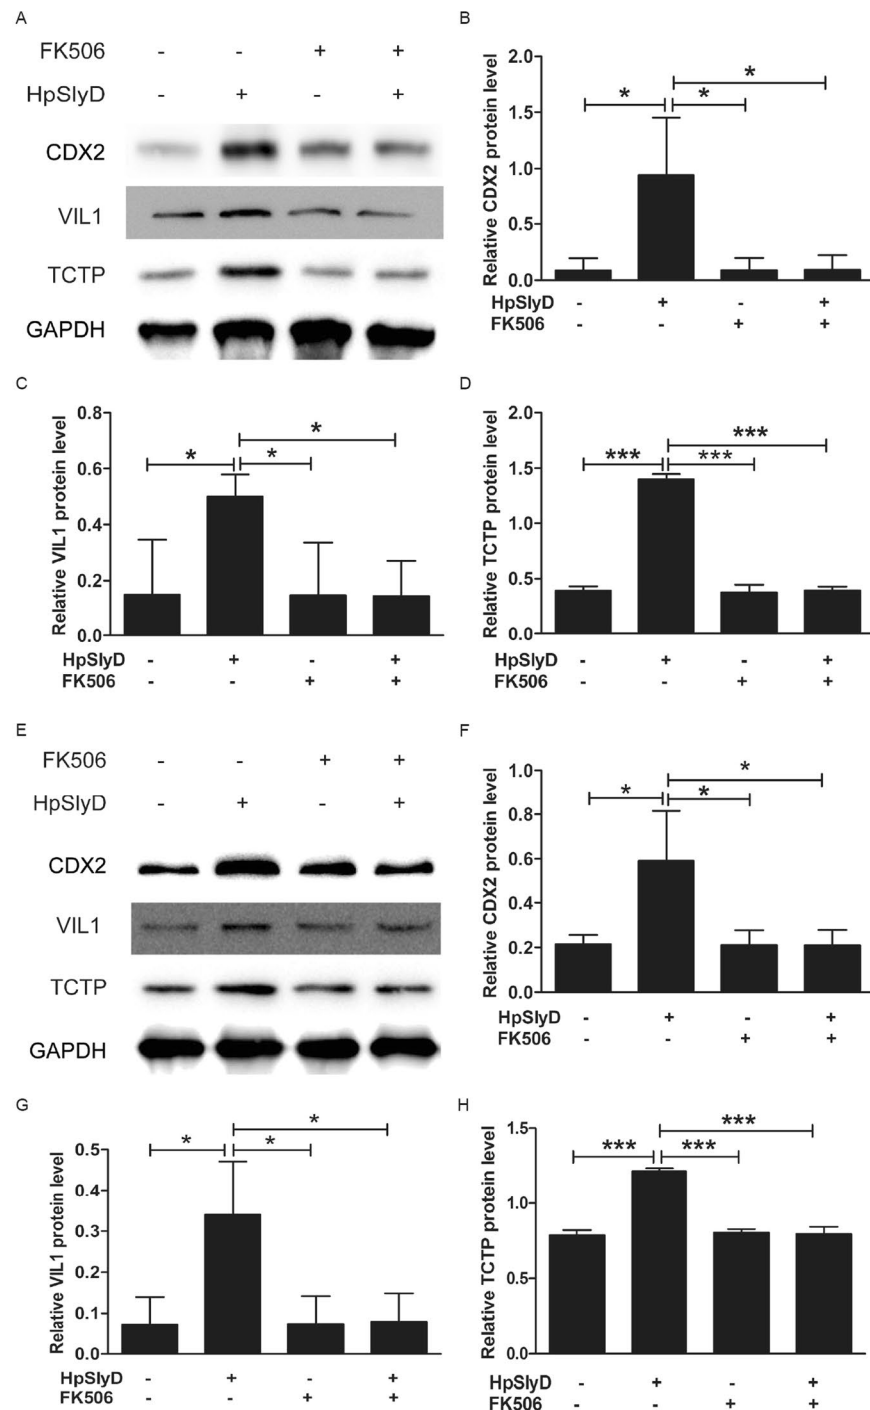 A
FK506 - - + +
HpSlyD - + - +
CDX2
VIL1
TCTP
GAPDH
B
Relative CDX2 protein level
2.0
1.5
1.0
0.5
0.0
* * *
HpSlyD - + - +
FK506 - - + +
C
Relative VIL1 protein level
0.8
0.6
0.4
0.2
0.0
* * *
HpSlyD - + - +
FK506 - - + +
D
Relative TCTP protein level
2.0
1.5
1.0
0.5
0.0
***
*** ***
HpSlyD - + - +
FK506 - - + +
E
FK506 - - + +
HpSlyD - + - +
CDX2
VIL1
TCTP
GAPDH
F
Relative CDX2 protein level
1.0
0.8
0.6
0.4
0.2
0.0
*
* *
HpSlyD - + - +
FK506 - - + +
G
Relative VIL1 protein level
0.5
0.4
0.3
0.2
0.1
0.0
*
* *
HpSlyD - + - +
FK506 - - + +
H
Relative TCTP protein level
1.5
1.0
0.5
0.0
***
*** ***
HpSlyD - + - +
FK506 - - + +